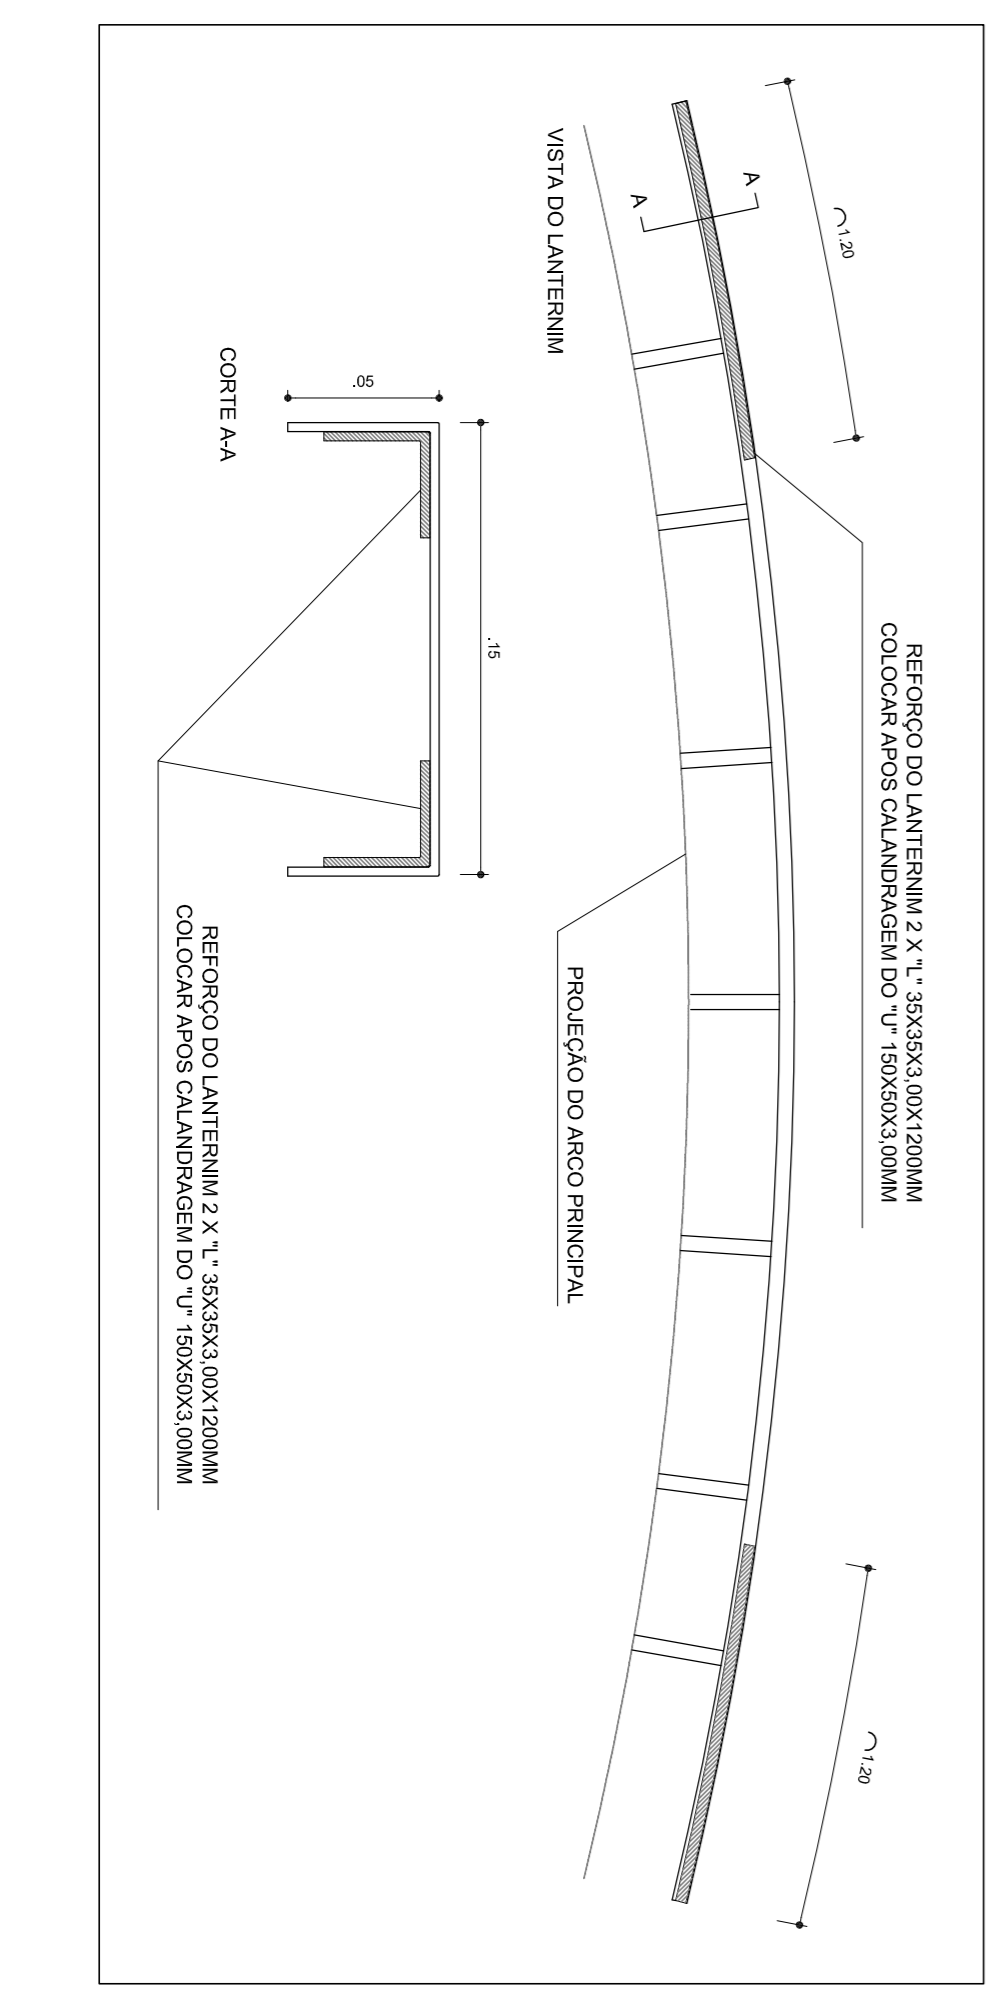 REFORÇO DO LANTERNIM 2 X "L" 35X35X3,00X1200MM
COLOCAR APOS CALANDRAGEM DO "U" 150X50X3,00MM
1.20
1.20
A
A
PROJEÇÃO DO ARCO PRINCIPAL
VISTA DO LANTERNIM
.15
.05
CORTE A-A
REFORÇO DO LANTERNIM 2 X "L" 35X35X3,00X1200MM
COLOCAR APOS CALANDRAGEM DO "U" 150X50X3,00MM